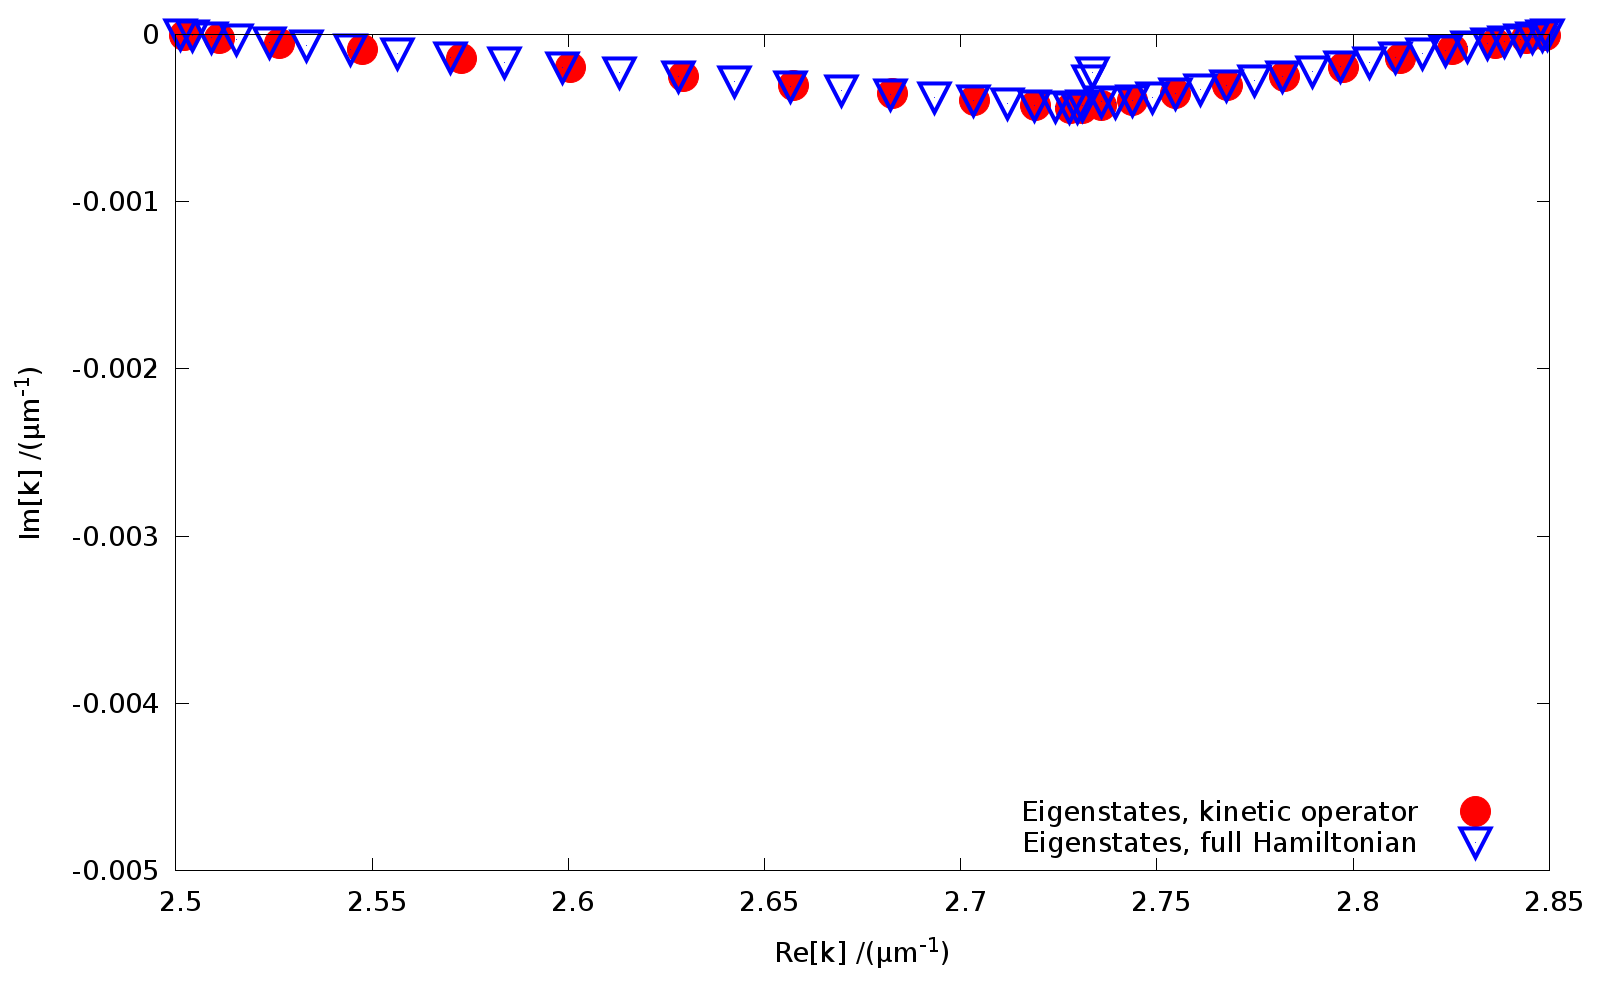 0
-0.001
-0.002
-0.003
-0.004
-0.005
2.5 2.55 2.6 2.65 2.7 2.75 2.8 2.85
Im[k] /(μm⁻¹)
Re[k] /(μm⁻¹)
Eigenstates, kinetic operator
Eigenstates, full Hamiltonian